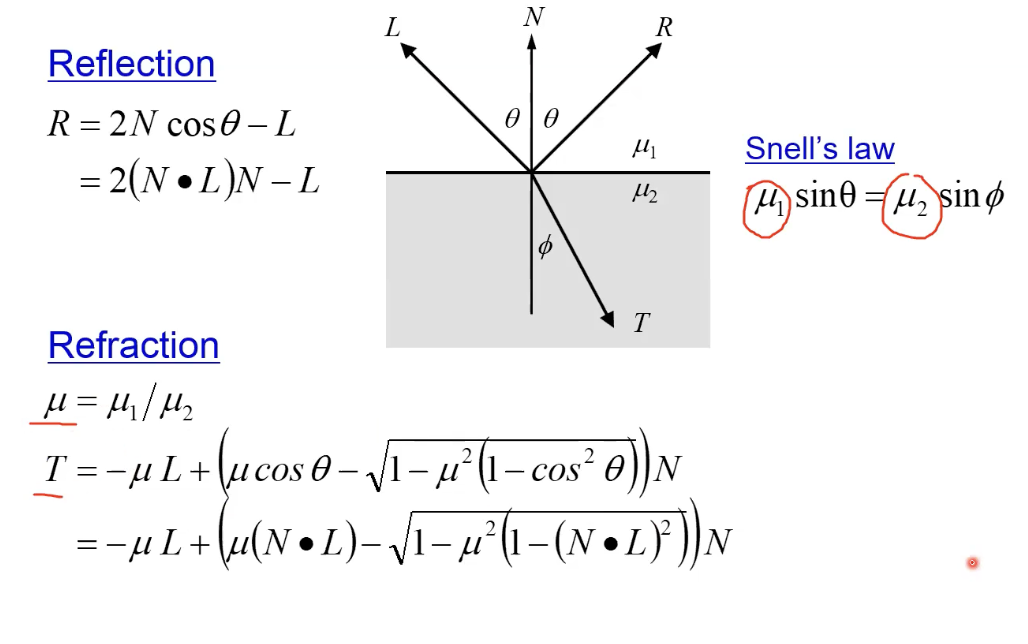 Reflection
R = 2N cosθ − L
= 2(N•L)N − L
L
N
R
θ
θ
μ₁
μ₂
ϕ
T
Snell's law
μ₁ sinθ = μ₂ sinϕ
Refraction
μ = μ₁/μ₂
T = −μ L + (μ cos θ − √(1 − μ²(1 − cos² θ)))N
= −μ L + (μ(N•L) − √(1 − μ²(1 − (N•L)²)))N